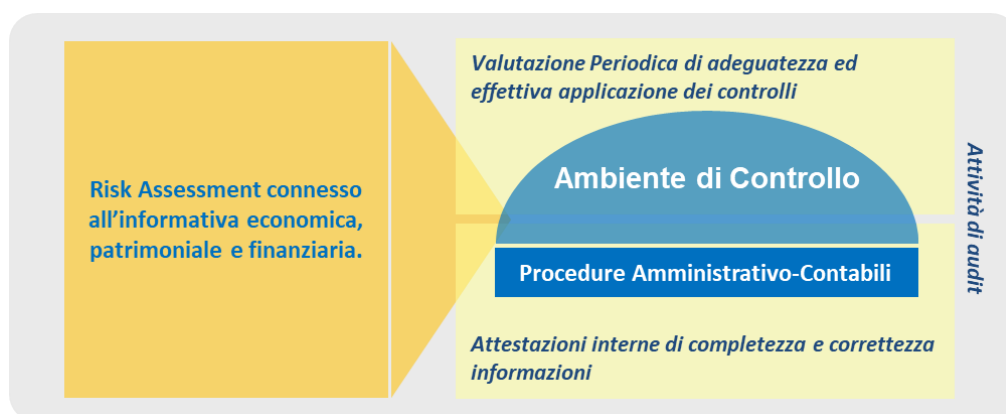 Risk Assessment connesso
all’informativa economica,
patrimoniale e finanziaria.
Valutazione Periodica di adeguatezza ed
effettiva applicazione dei controlli
Ambiente di Controllo
Procedure Amministrativo-Contabili
Attestazioni interne di completezza e correttezza
informazioni
Attività di audit